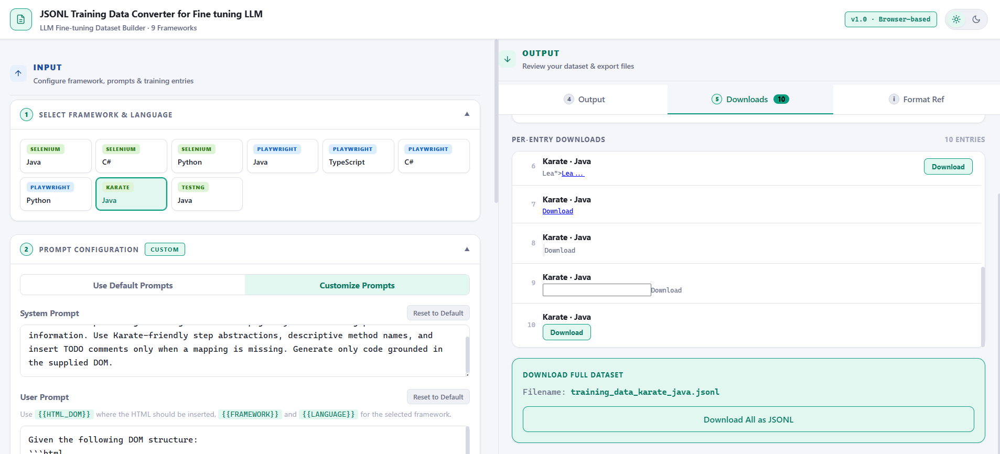 JSONL Training Data Converter for Fine tuning LLM
LLM Fine-tuning Dataset Builder · 9 Frameworks
v1.0 · Browser-based
INPUT
Configure framework, prompts & training entries
1 SELECT FRAMEWORK & LANGUAGE ▲
SELENIUM
Java
SELENIUM
C#
SELENIUM
Python
PLAYWRIGHT
Java
PLAYWRIGHT
TypeScript
PLAYWRIGHT
C#
PLAYWRIGHT
Python
KARATE
Java
TESTNG
Java
2 PROMPT CONFIGURATION CUSTOM ▲
Use Default Prompts
Customize Prompts
System Prompt
Reset to Default
information. Use Karate-friendly step abstractions, descriptive method names, and
insert TODO comments only when a mapping is missing. Generate only code grounded in
the supplied DOM.
User Prompt
Reset to Default
Use {{HTML_DOM}} where the HTML should be inserted, {{FRAMEWORK}} and {{LANGUAGE}} for the selected framework.
Given the following DOM structure:
```html
OUTPUT
Review your dataset & export files
4 Output
5 Downloads 10
i Format Ref
PER-ENTRY DOWNLOADS
10 ENTRIES
6
Karate · Java
Lea">Lea...
Download
7
Karate · Java
Download
8
Karate · Java
Download
9
Karate · Java
Download
10
Karate · Java
Download
DOWNLOAD FULL DATASET
Filename: training_data_karate_java.jsonl
Download All as JSONL